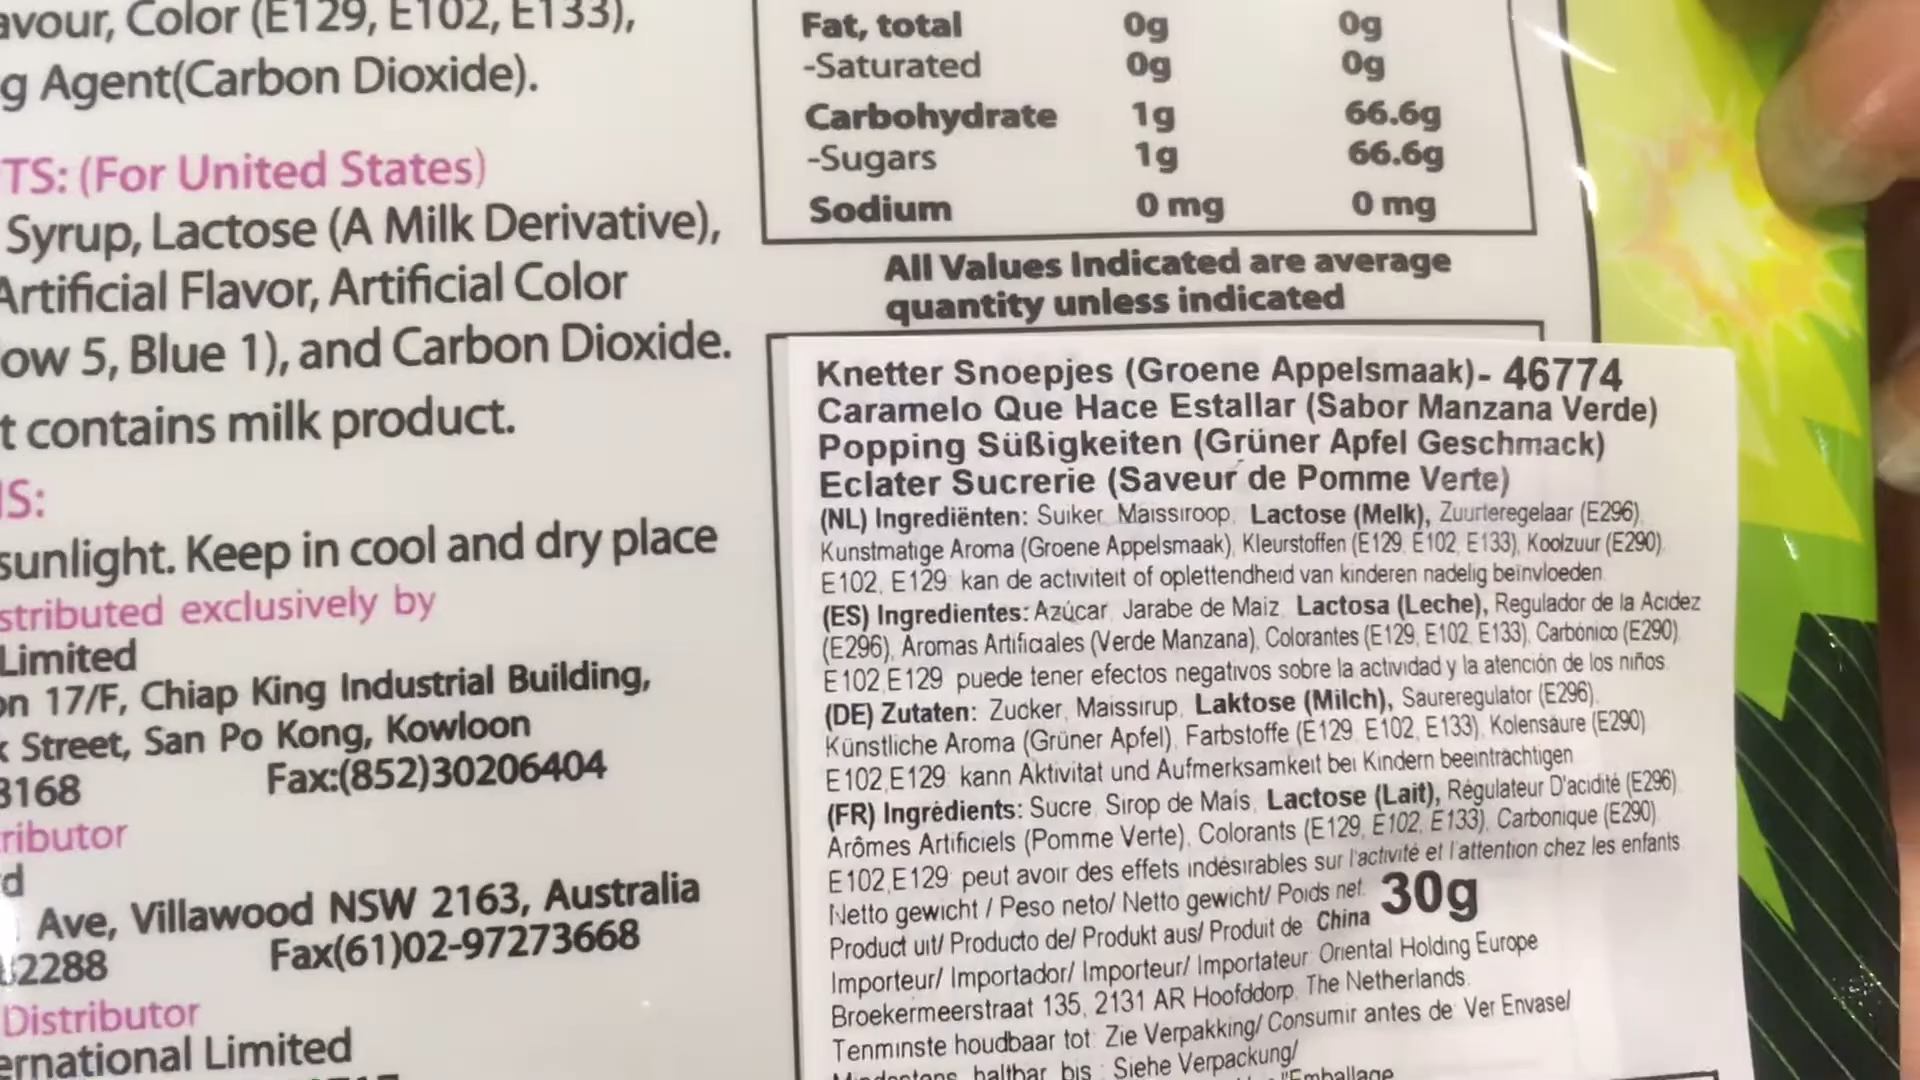 avour, Color (E129, E102, E133),
g Agent(Carbon Dioxide).
TS: (For United States)
Syrup, Lactose (A Milk Derivative),
Artificial Flavor, Artificial Color
ow 5, Blue 1), and Carbon Dioxide.
t contains milk product.
IS:
sunlight. Keep in cool and dry place
stributed exclusively by
Limited
on 17/F, Chiap King Industrial Building,
Street, San Po Kong, Kowloon
3168 Fax:(852)30206404
ributor
d
Ave, Villawood NSW 2163, Australia
2288 Fax(61)02-97273668
Distributor
ernational Limited
Fat, total 0g 0g
-Saturated 0g 0g
Carbohydrate 1g 66.6g
-Sugars 1g 66.6g
Sodium 0 mg 0 mg
All Values Indicated are average
quantity unless indicated
Knetter Snoepjes (Groene Appelsmaak)- 46774
Caramelo Que Hace Estallar (Sabor Manzana Verde)
Popping Süßigkeiten (Grüner Apfel Geschmack)
Eclater Sucrerie (Saveur de Pomme Verte)
(NL) Ingrediënten: Suiker, Maissiroop, Lactose (Melk), Zuurteregelaar (E296),
Kunstmatige Aroma (Groene Appelsmaak), Kleurstoffen (E129, E102, E133), Koolzuur (E290).
E102, E129: kan de activiteit of oplettendheid van kinderen nadelig beïnvloeden.
(ES) Ingredientes: Azúcar, Jarabe de Maiz, Lactosa (Leche), Regulador de la Acidez
(E296), Aromas Artificiales (Verde Manzana), Colorantes (E129, E102, E133), Carbónico (E290).
E102,E129: puede tener efectos negativos sobre la actividad y la atención de los niños.
(DE) Zutaten: Zucker, Maissirup, Laktose (Milch), Saureregulator (E296),
Künstliche Aroma (Grüner Apfel), Farbstoffe (E129, E102, E133), Kolensäure (E290).
E102,E129: kann Aktivitat und Aufmerksamkeit bei Kindern beeinträchtigen.
(FR) Ingrédients: Sucre, Sirop de Maïs, Lactose (Lait), Régulateur D'acidité (E296),
Arômes Artificiels (Pomme Verte), Colorants (E129, E102, E133), Carbonique (E290).
E102,E129: peut avoir des effets indésirables sur l'activité et l'attention chez les enfants.
Netto gewicht / Peso neto/ Netto gewicht/ Poids net: 30g
Product uit/ Producto de/ Produkt aus/ Produit de: China
Importeur/ Importador/ Importeur/ Importateur: Oriental Holding Europe
Broekermeerstraat 135, 2131 AR Hoofddorp, The Netherlands.
Tenminste houdbaar tot: Zie Verpakking/ Consumir antes de: Ver Envase/
haltbar bis : Siehe Verpackung/
l'Emballage